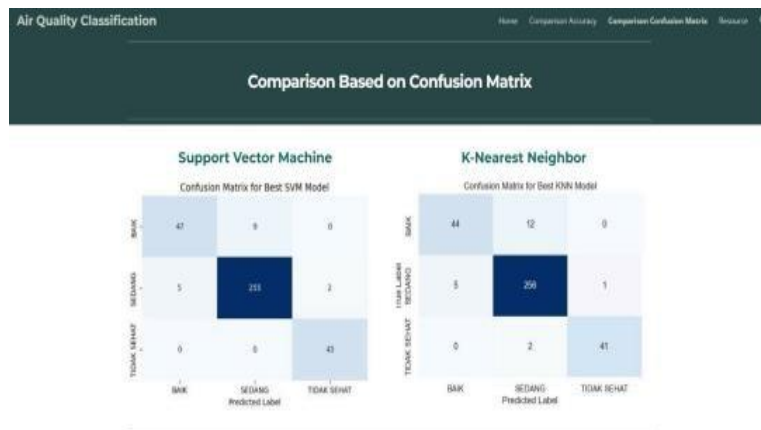 Air Quality Classification
Home Comparison Accuracy Comparison Confusion Matrix Resource
Comparison Based on Confusion Matrix
Support Vector Machine
Confusion Matrix for Best SVM Model
BAIK
47 9 0
SEDANG
5 2
TIDAK SEHAT
0 0 43
BAIK SEDANG TIDAK SEHAT
Predicted Label
K-Nearest Neighbor
Confusion Matrix for Best KNN Model
BAIK
44 12 0
True Label
SEDANG
5 256 1
TIDAK SEHAT
0 2 41
BAIK SEDANG TIDAK SEHAT
Predicted Label